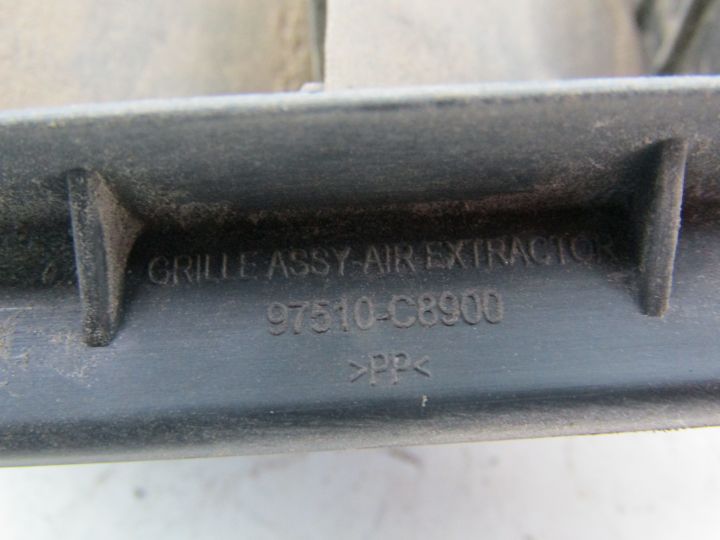 GRILLE ASSY-AIR EXTRACTOR
97510-C8900
>PP<